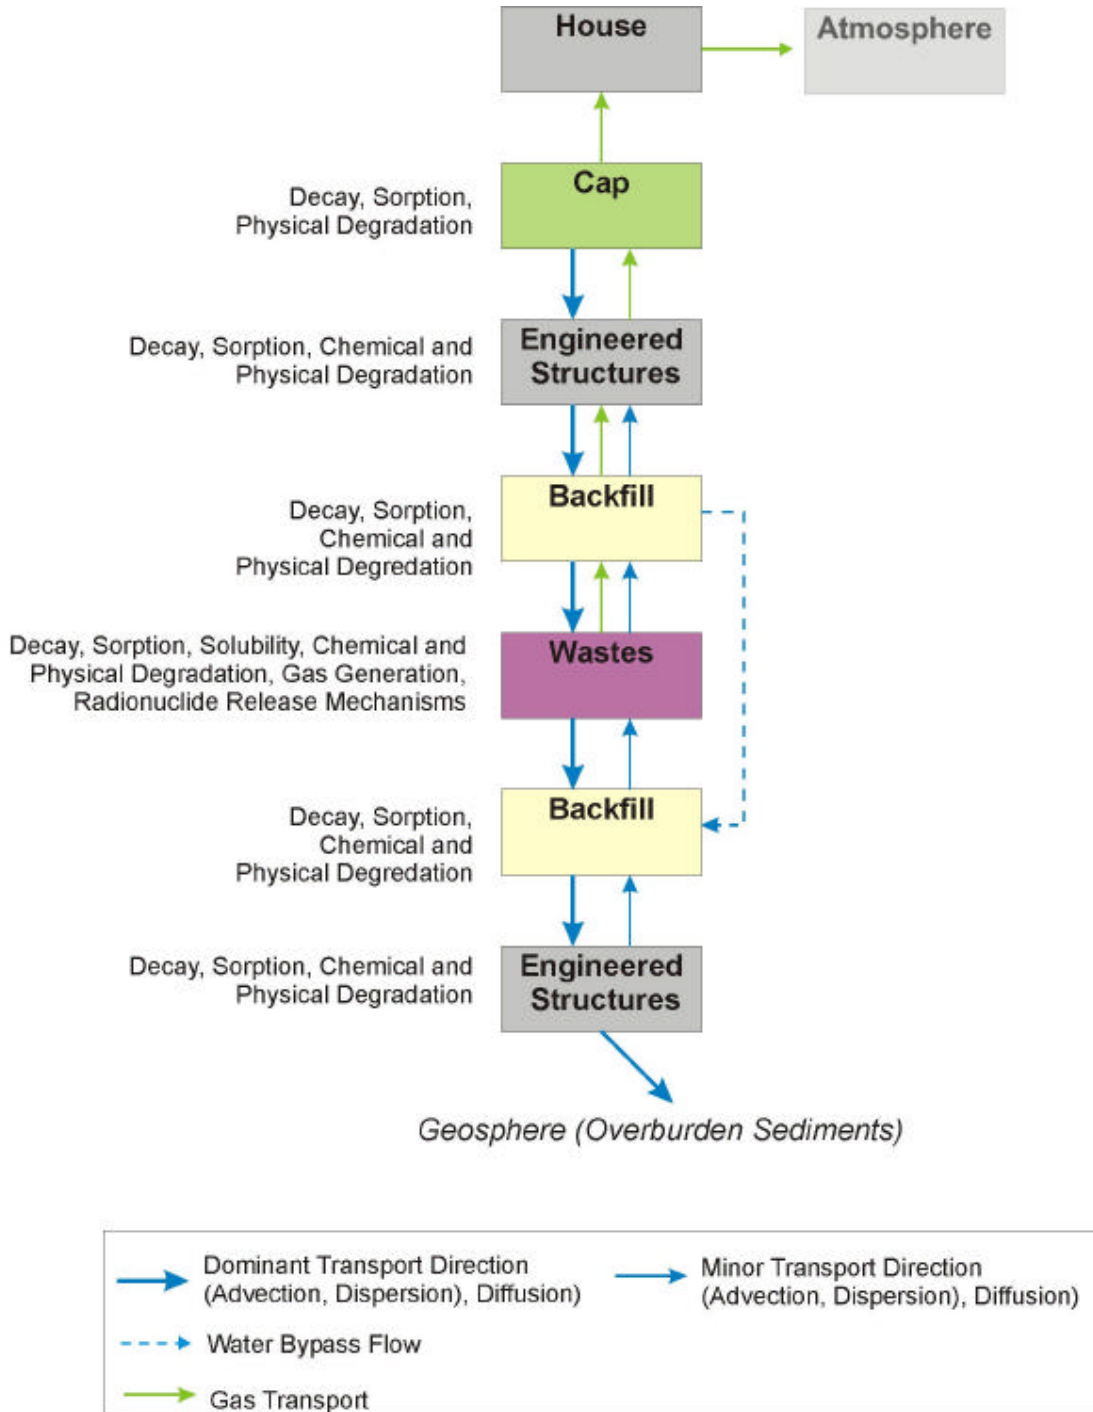 House
Atmosphere
Cap
Decay, Sorption,
Physical Degradation
Engineered
Structures
Decay, Sorption, Chemical and
Physical Degradation
Backfill
Decay, Sorption,
Chemical and
Physical Degredation
Wastes
Decay, Sorption, Solubility, Chemical and
Physical Degradation, Gas Generation,
Radionuclide Release Mechanisms
Backfill
Decay, Sorption,
Chemical and
Physical Degredation
Engineered
Structures
Decay, Sorption, Chemical and
Physical Degradation
Geosphere (Overburden Sediments)
Dominant Transport Direction
(Advection, Dispersion), Diffusion)
Minor Transport Direction
(Advection, Dispersion), Diffusion)
Water Bypass Flow
Gas Transport